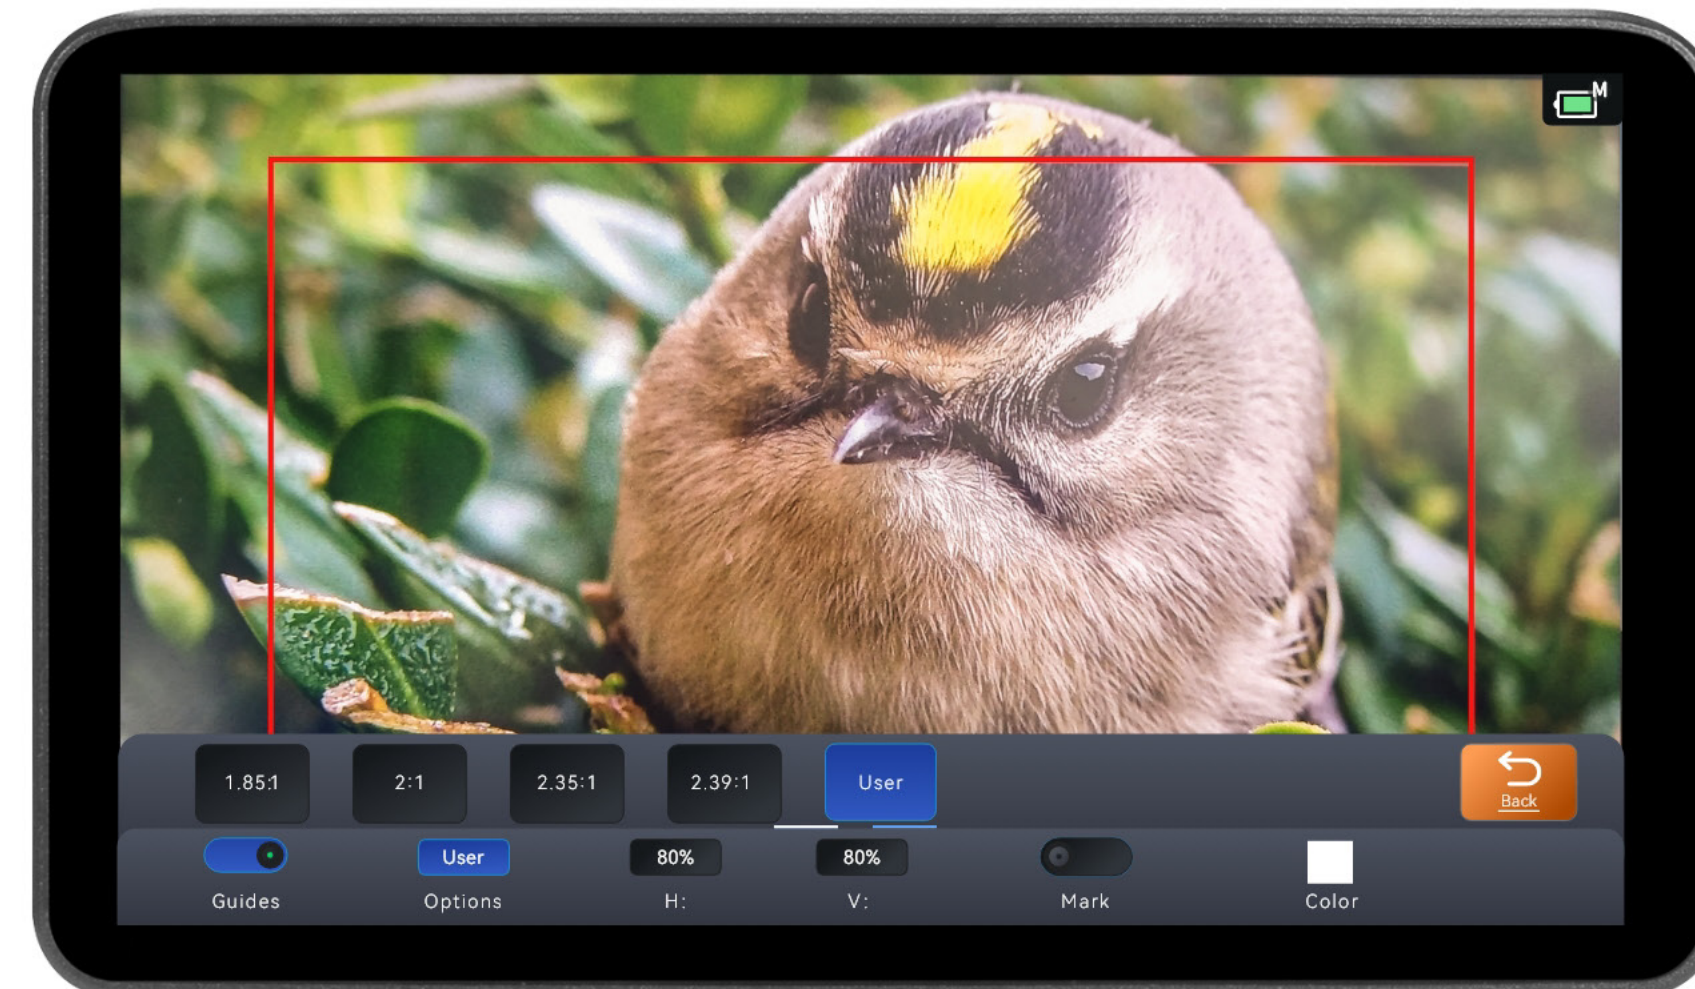 M
1.85:1
2:1
2.35:1
2.39:1
User
Back
User
80%
80%
Guides
Options
H:
V:
Mark
Color